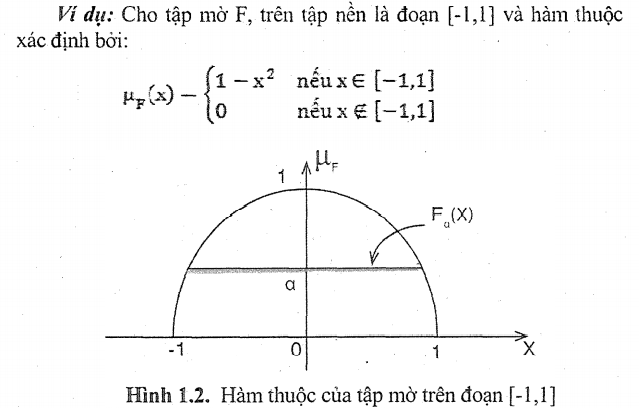 Ví dụ: Cho tập mờ F, trên tập nền là đoạn [-1,1] và hàm thuộc
xác định bởi:
μF(x) − {1 − x² nếu x ∈ [−1,1]
0 nếu x ∉ [−1,1]
μF
1
Fα(X)
α
-1
0
1
X
Hình 1.2. Hàm thuộc của tập mờ trên đoạn [-1,1]